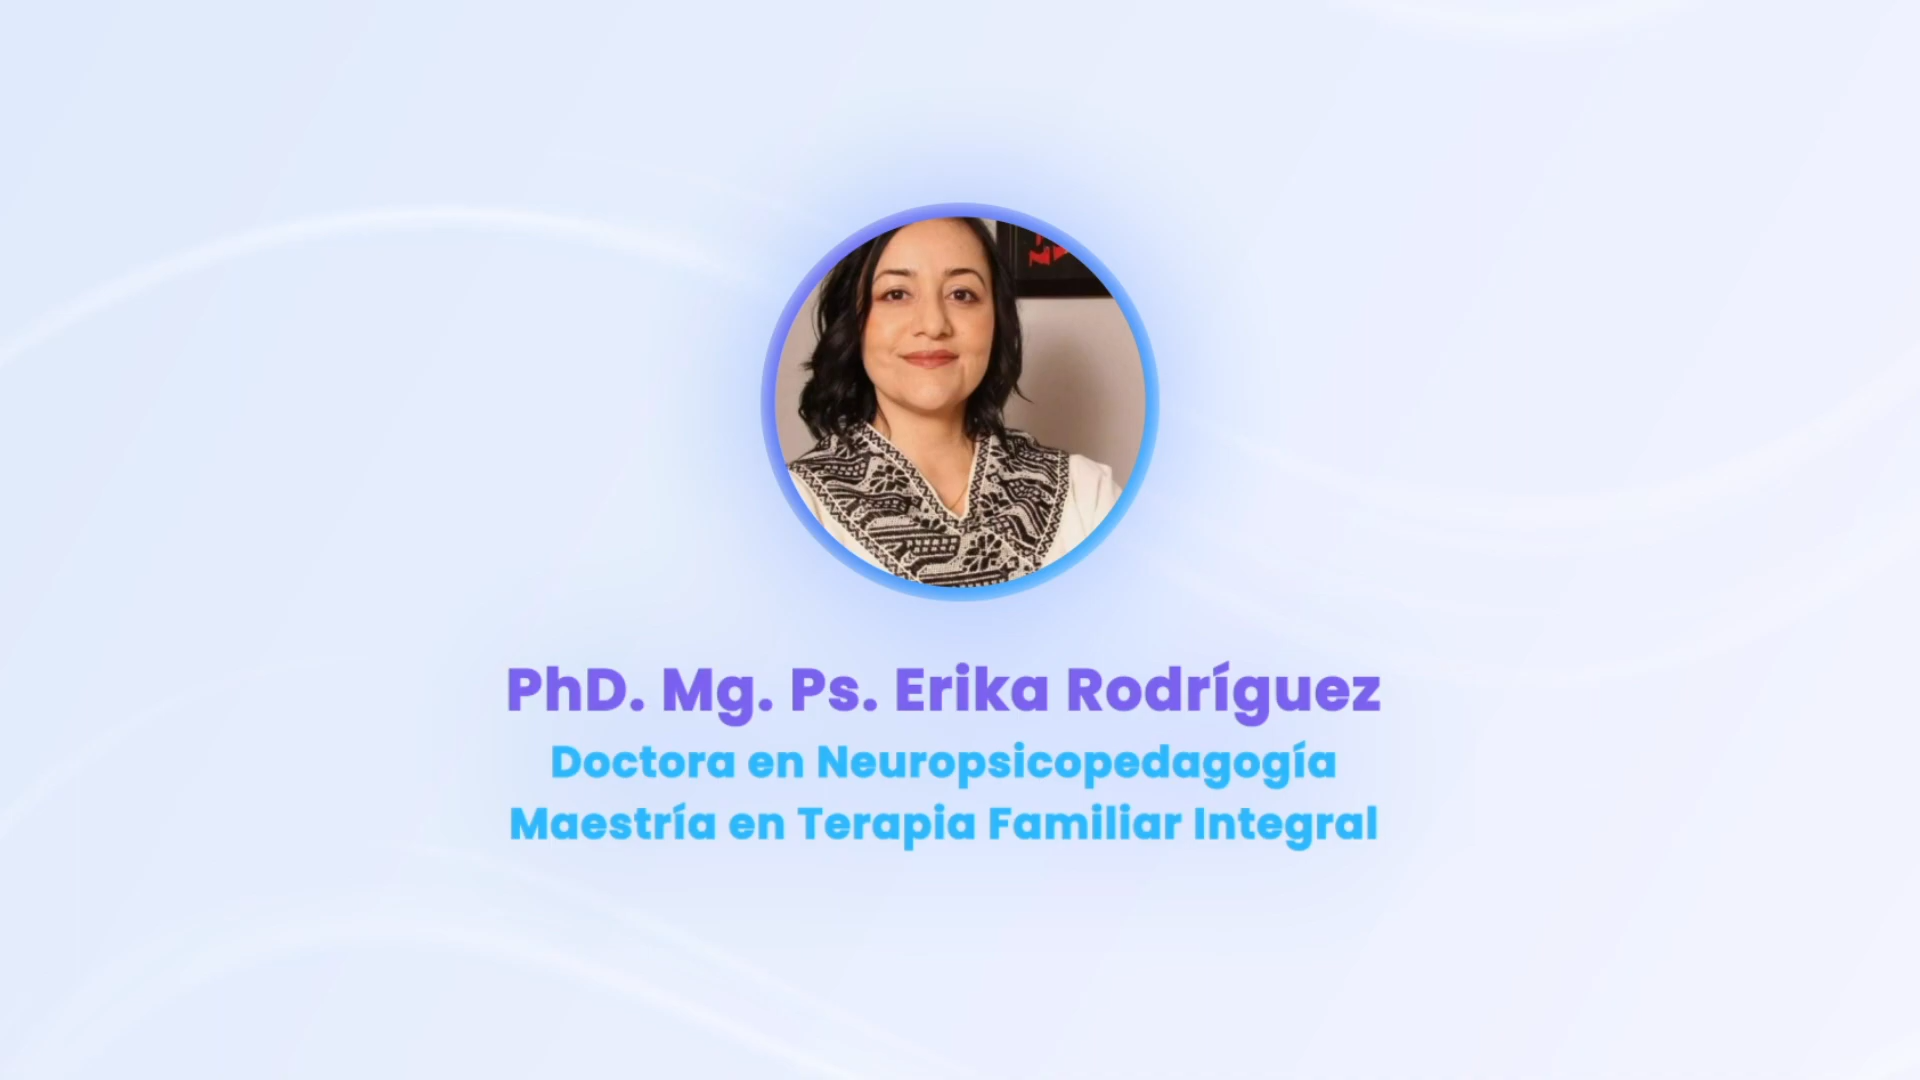 PhD. Mg. Ps. Erika Rodríguez
Doctora en Neuropsicopedagogía
Maestría en Terapia Familiar Integral